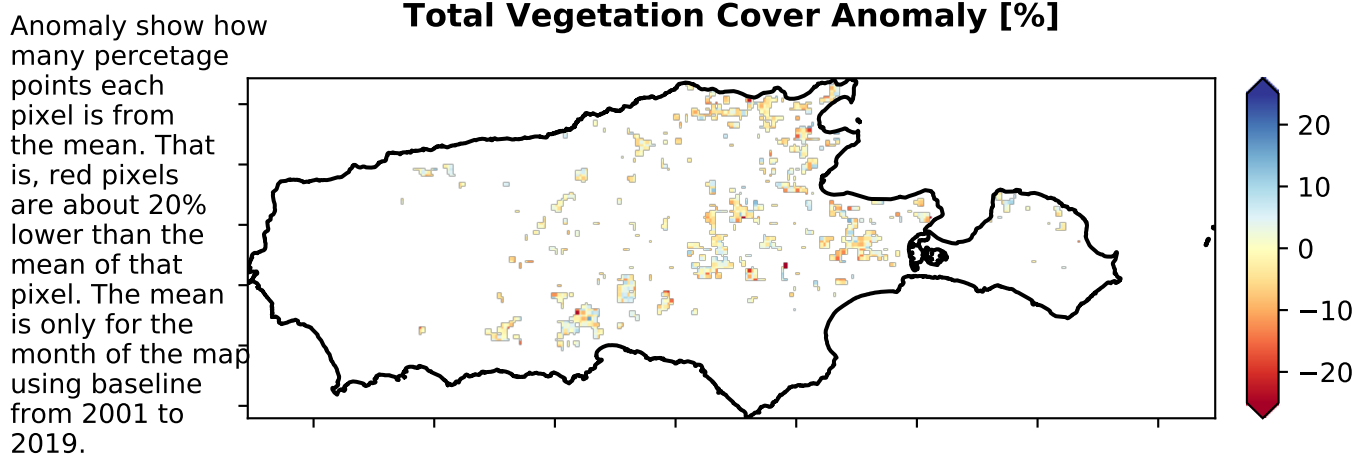 Total Vegetation Cover Anomaly [%]
Anomaly show how
many percetage
points each
pixel is from
the mean. That
is, red pixels
are about 20%
lower than the
mean of that
pixel. The mean
is only for the
month of the map
using baseline
from 2001 to
2019.
20
10
0
−10
−20